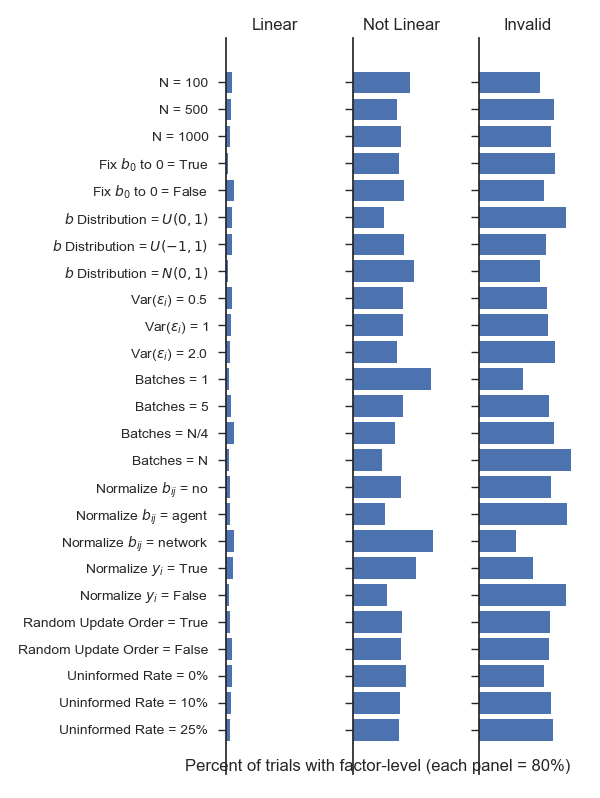 Linear Not Linear Invalid
N = 100
N = 500
N = 1000
Fix b₀ to 0 = True
Fix b₀ to 0 = False
b Distribution = U(0, 1)
b Distribution = U(−1, 1)
b Distribution = N(0, 1)
Var(εᵢ) = 0.5
Var(εᵢ) = 1
Var(εᵢ) = 2.0
Batches = 1
Batches = 5
Batches = N/4
Batches = N
Normalize bᵢⱼ = no
Normalize bᵢⱼ = agent
Normalize bᵢⱼ = network
Normalize yᵢ = True
Normalize yᵢ = False
Random Update Order = True
Random Update Order = False
Uninformed Rate = 0%
Uninformed Rate = 10%
Uninformed Rate = 25%
Percent of trials with factor-level (each panel = 80%)